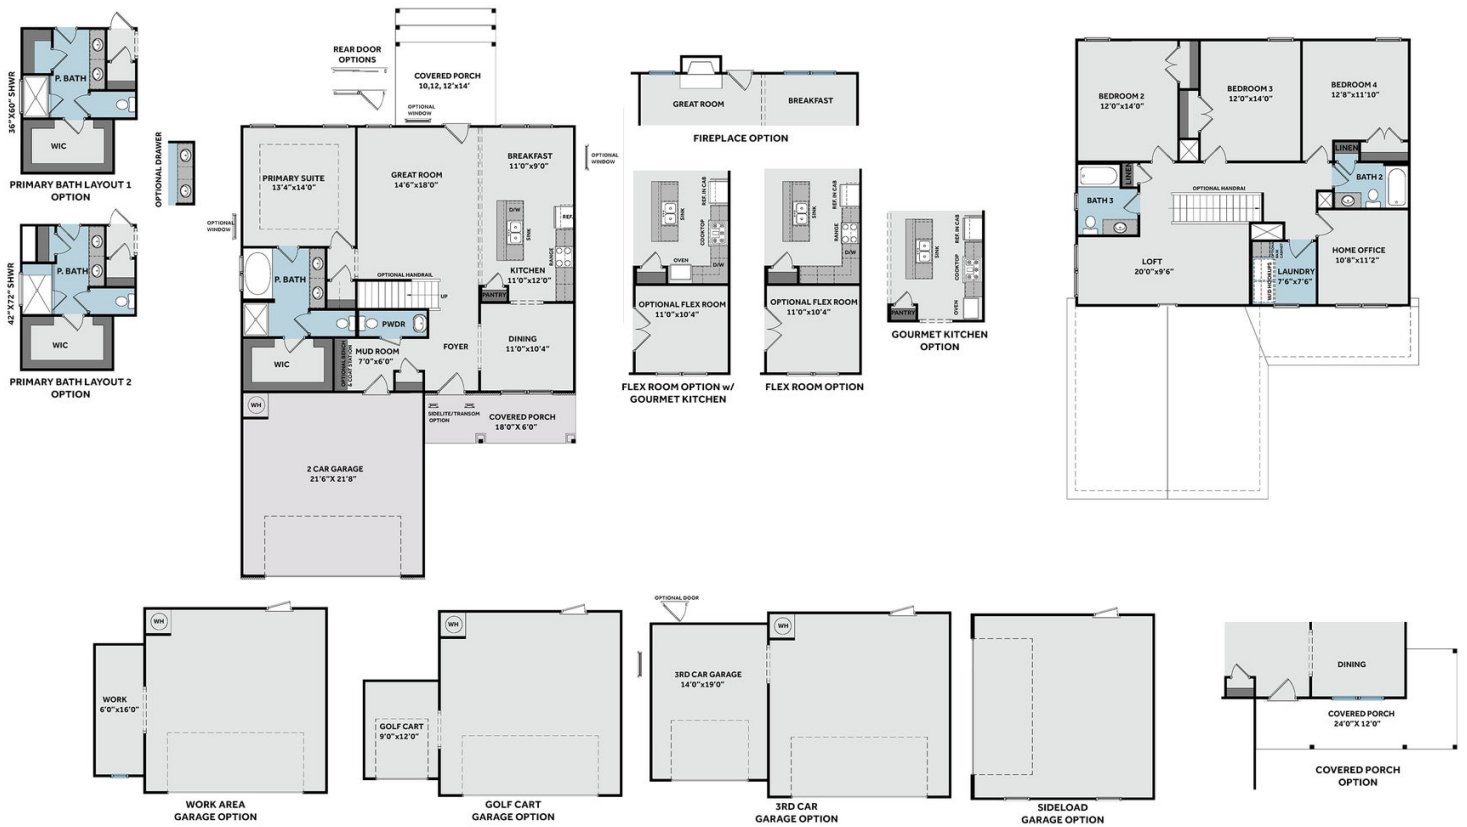 P. BATH
36"X60" SHWR
WIC
PRIMARY BATH LAYOUT 1
OPTION
OPTIONAL DRAWER
P. BATH
42"X72" SHWR
WIC
PRIMARY BATH LAYOUT 2
OPTION
REAR DOOR
OPTIONS
COVERED PORCH
10,12, 12'x14'
OPTIONAL
WINDOW
PRIMARY SUITE
13'4"x14'0"
GREAT ROOM
14'6"x18'0"
BREAKFAST
11'0"x9'0"
OPTIONAL
WINDOW
OPTIONAL
WINDOW
D/W
SINK
REF.
RANGE
KITCHEN
11'0"x12'0"
PANTRY
P. BATH
OPTIONAL HANDRAIL
UP
PWDR
WIC
OPTIONAL BENCH
& COAT STATION
MUD ROOM
7'0"x6'0"
FOYER
DINING
11'0"x10'4"
WH
SIDELITE/TRANSOM
OPTION
COVERED PORCH
18'0"X 6'0"
2 CAR GARAGE
21'6"X 21'8"
GREAT ROOM
BREAKFAST
FIREPLACE OPTION
SINK
REF. IN CAB
COOKTOP
D/W
OVEN
OPTIONAL FLEX ROOM
11'0"x10'4"
FLEX ROOM OPTION w/
GOURMET KITCHEN
SINK
REF. IN CAB
RANGE
D/W
OPTIONAL FLEX ROOM
11'0"x10'4"
FLEX ROOM OPTION
SINK
REF. IN CAB
COOKTOP
OVEN
PANTRY
GOURMET KITCHEN
OPTION
BEDROOM 2
12'0"x14'0"
BEDROOM 3
12'0"x14'0"
BEDROOM 4
12'8"x11'10"
LINEN
LINEN
BATH 2
BATH 3
OPTIONAL HANDRAI
LOFT
20'0"x9'6"
W/D HOOKUPS
LAUNDRY
7'6"x7'6"
HOME OFFICE
10'8"x11'2"
WH
WORK
6'0"x16'0"
WORK AREA
GARAGE OPTION
WH
GOLF CART
9'0"x12'0"
GOLF CART
GARAGE OPTION
OPTIONAL DOOR
WH
3RD CAR GARAGE
14'0"x19'0"
3RD CAR
GARAGE OPTION
SIDELOAD
GARAGE OPTION
DINING
COVERED PORCH
24'0"X 12'0"
COVERED PORCH
OPTION